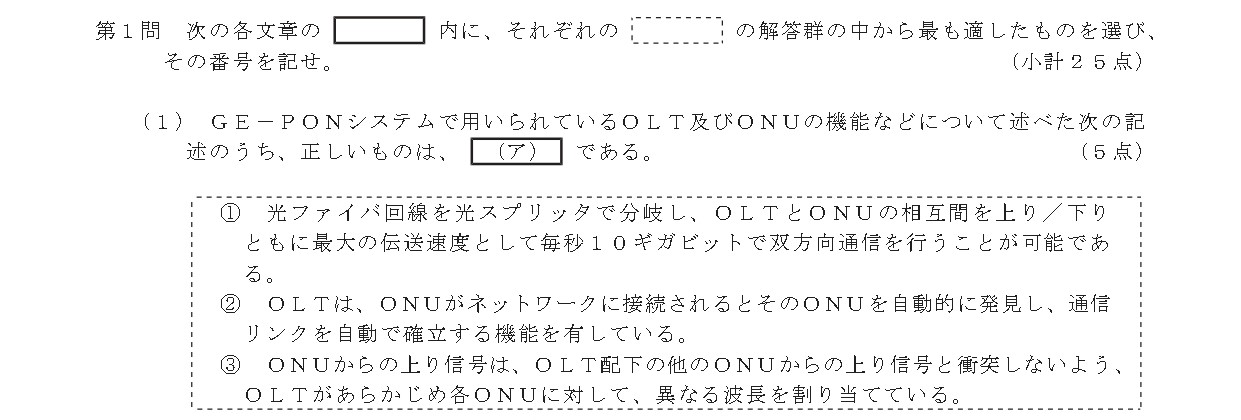 第1問 次の各文章の 内に、それぞれの の解答群の中から最も適したものを選び、
その番号を記せ。 (小計25点)
(1) GE-PONシステムで用いられているOLT及びONUの機能などについて述べた次の記
述のうち、正しいものは、 (ア) である。 (5点)
① 光ファイバ回線を光スプリッタで分岐し、OLTとONUの相互間を上り/下り
ともに最大の伝送速度として毎秒10ギガビットで双方向通信を行うことが可能であ
る。
② OLTは、ONUがネットワークに接続されるとそのONUを自動的に発見し、通信
リンクを自動で確立する機能を有している。
③ ONUからの上り信号は、OLT配下の他のONUからの上り信号と衝突しないよう、
OLTがあらかじめ各ONUに対して、異なる波長を割り当てている。